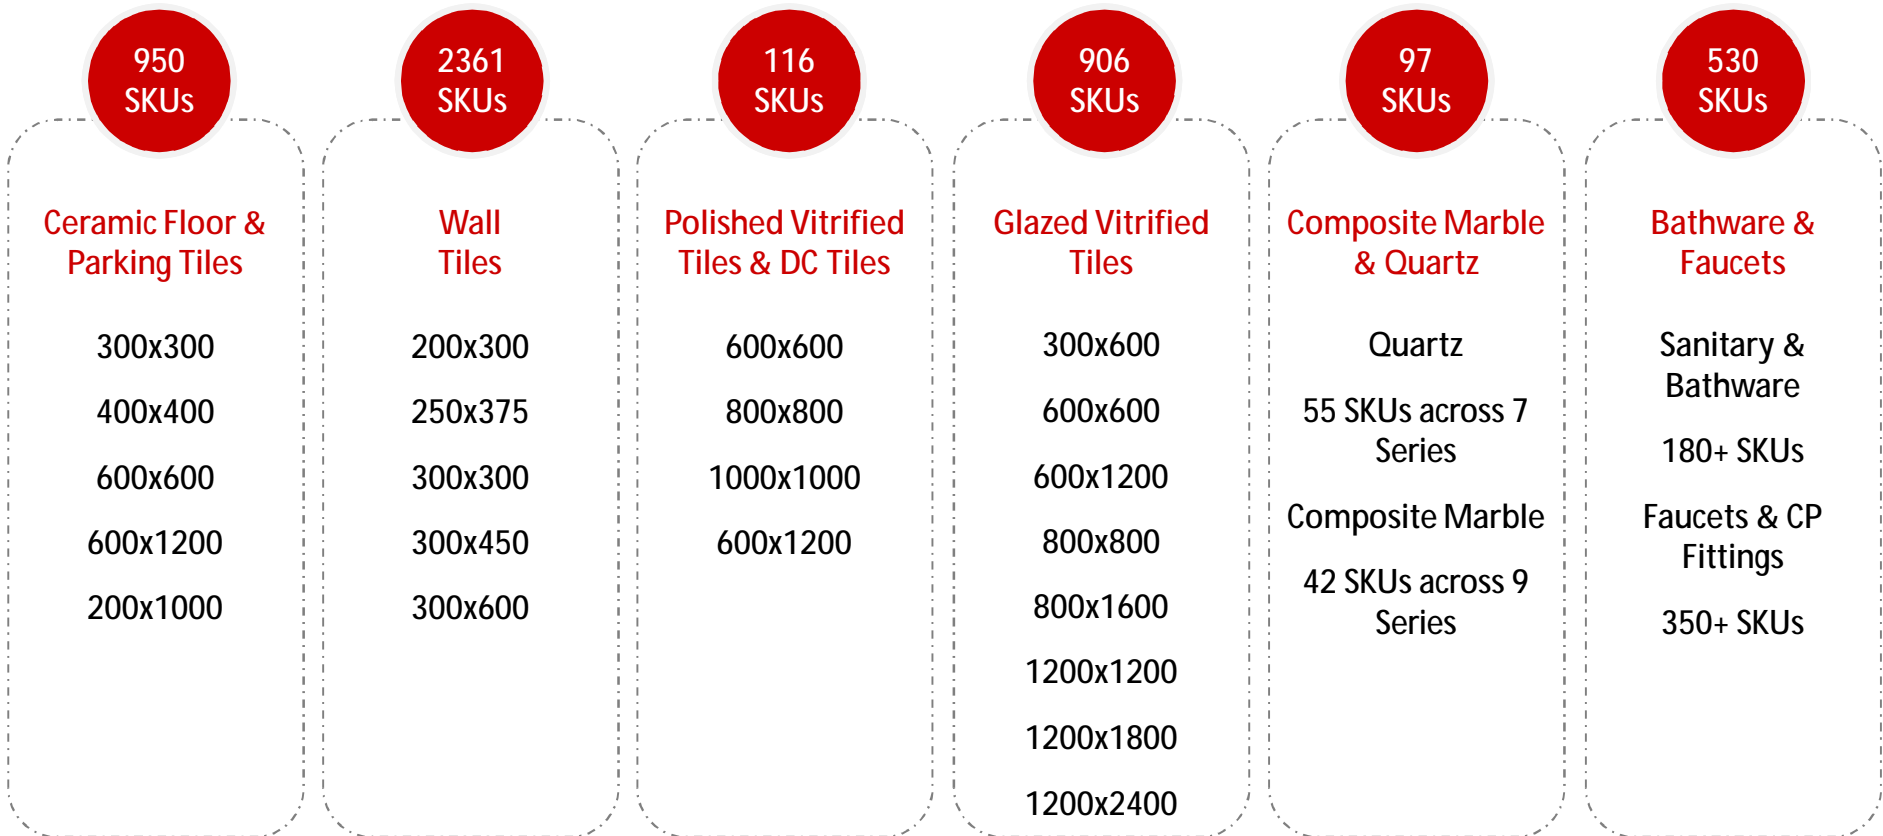 950
SKUs
Ceramic Floor &
Parking Tiles
300x300
400x400
600x600
600x1200
200x1000
2361
SKUs
Wall
Tiles
200x300
250x375
300x300
300x450
300x600
116
SKUs
Polished Vitrified
Tiles & DC Tiles
600x600
800x800
1000x1000
600x1200
906
SKUs
Glazed Vitrified
Tiles
300x600
600x600
600x1200
800x800
800x1600
1200x1200
1200x1800
1200x2400
97
SKUs
Composite Marble
& Quartz
Quartz
55 SKUs across 7
Series
Composite Marble
42 SKUs across 9
Series
530
SKUs
Bathware &
Faucets
Sanitary &
Bathware
180+ SKUs
Faucets & CP
Fittings
350+ SKUs